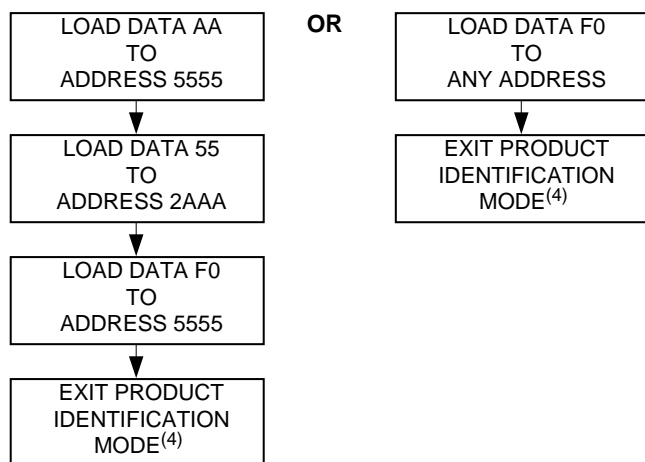 LOAD DATA AA
TO
ADDRESS 5555
LOAD DATA 55
TO
ADDRESS 2AAA
LOAD DATA F0
TO
ADDRESS 5555
EXIT PRODUCT
IDENTIFICATION
MODE(4)
OR
LOAD DATA F0
TO
ANY ADDRESS
EXIT PRODUCT
IDENTIFICATION
MODE(4)